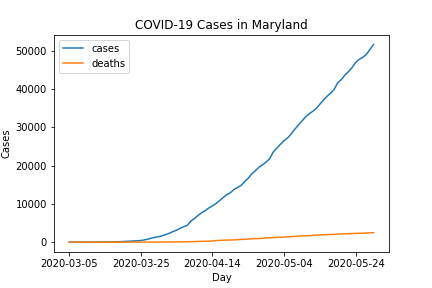 COVID-19 Cases in Maryland
cases
deaths
50000
40000
30000
20000
10000
0
Cases
2020-03-05 2020-03-25 2020-04-14 2020-05-04 2020-05-24
Day